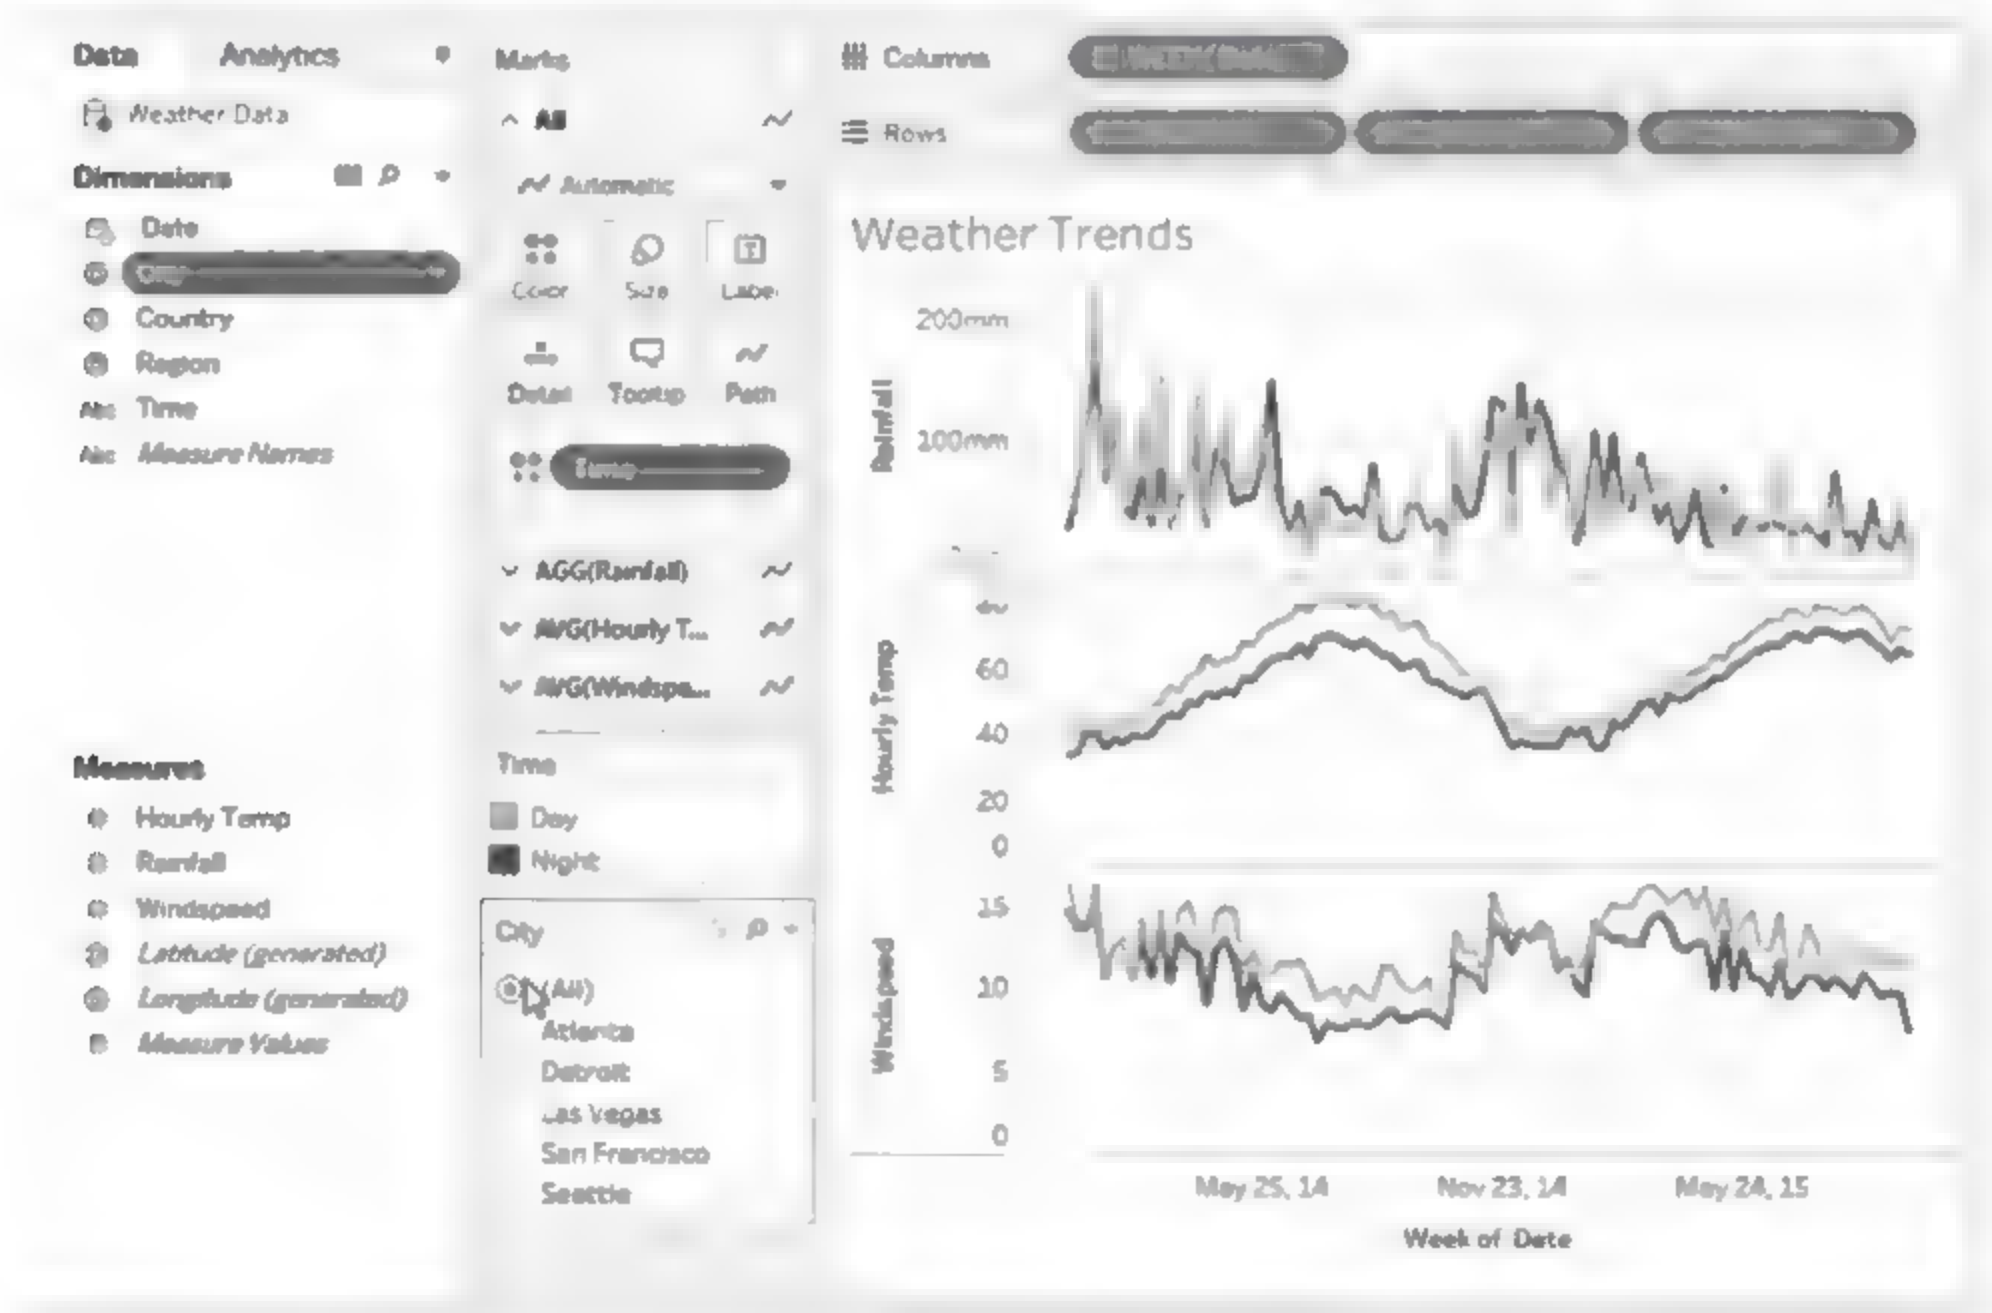 Data Analytics
Weather Data
Dimensions
Date
City
Country
Region
Abc Time
Abc Measure Names
Measures
Hourly Temp
Rainfall
Windspeed
Latitude (generated)
Longitude (generated)
Measure Values
Marks
All
Automatic
Color Size Label
Detail Tooltip Path
Time
AGG(Rainfall)
AVG(Hourly T...
AVG(Windspe...
Time
Day
Night
City
(All)
Atlanta
Detroit
Las Vegas
San Francisco
Seattle
Columns
Rows
Weather Trends
Rainfall
200mm
100mm
Hourly Temp
60
40
20
0
Windspeed
15
10
5
0
May 25, 14 Nov 23, 14 May 24, 15
Week of Date